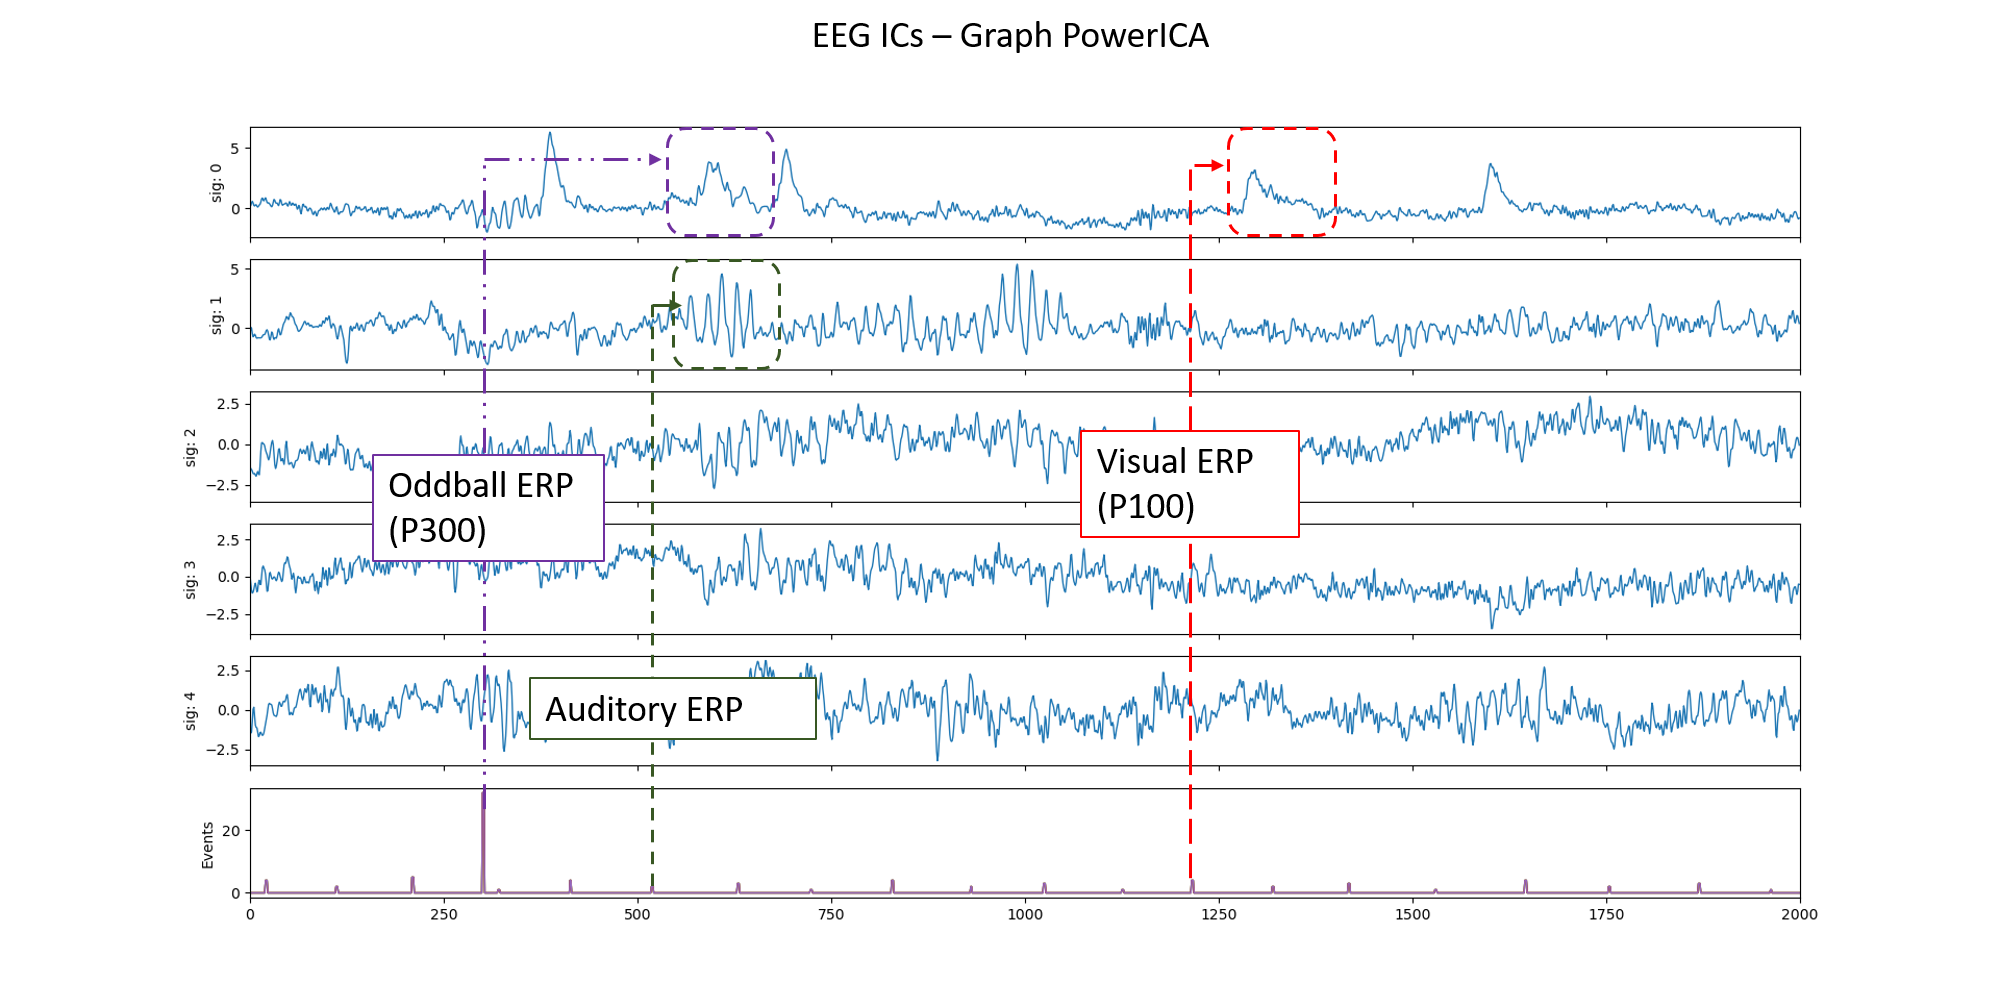 EEG ICs – Graph PowerICA
5
0
sig: 0
5
0
sig: 1
2.5
0.0
−2.5
sig: 2
Oddball ERP
(P300)
Visual ERP
(P100)
2.5
0.0
−2.5
sig: 3
2.5
0.0
−2.5
sig: 4
Auditory ERP
20
0
Events
0 250 500 750 1000 1250 1500 1750 2000